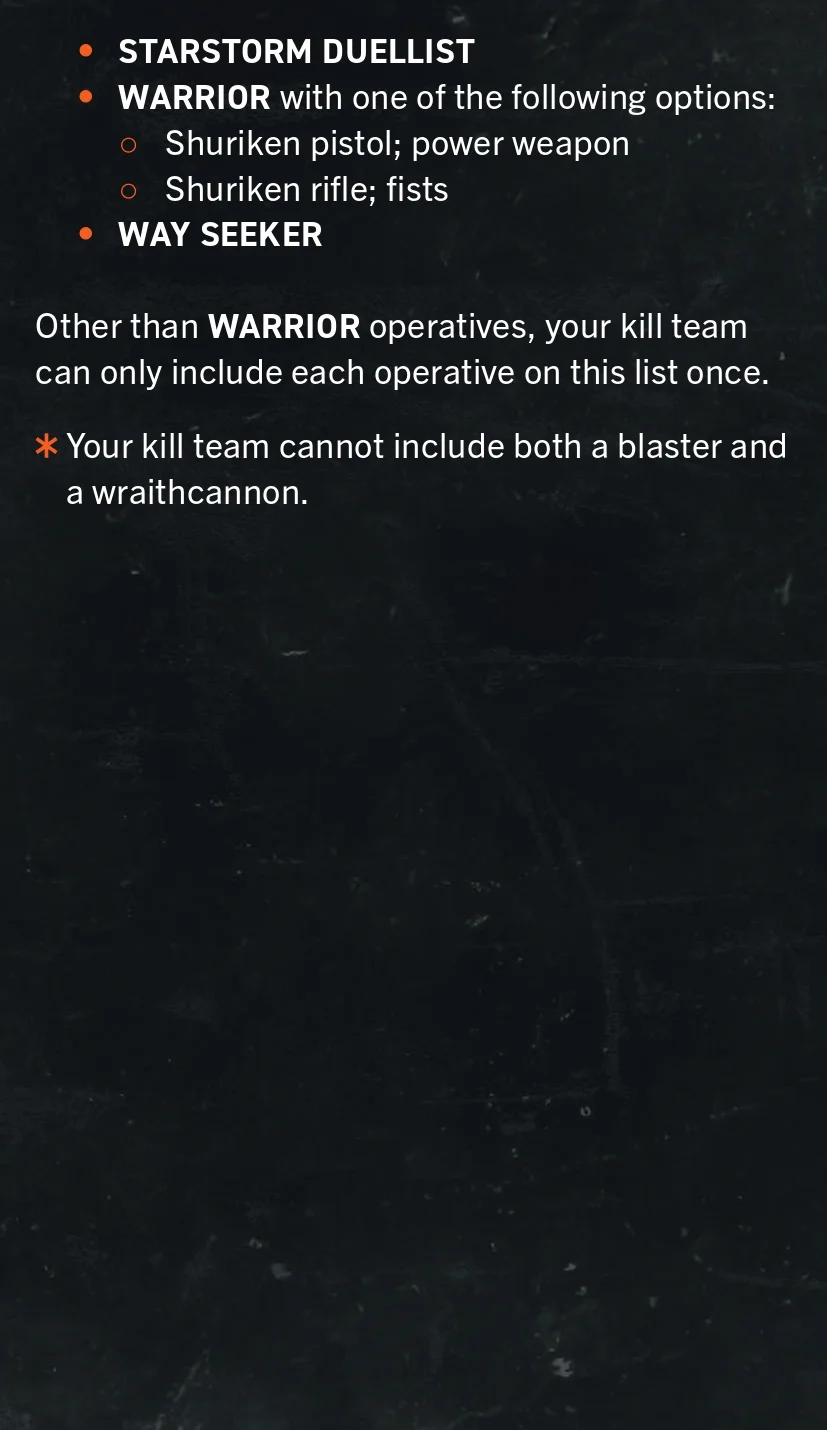 • STARSTORM DUELLIST
• WARRIOR with one of the following options:
○ Shuriken pistol; power weapon
○ Shuriken rifle; fists
• WAY SEEKER
Other than WARRIOR operatives, your kill team
can only include each operative on this list once.
* Your kill team cannot include both a blaster and
a wraithcannon.